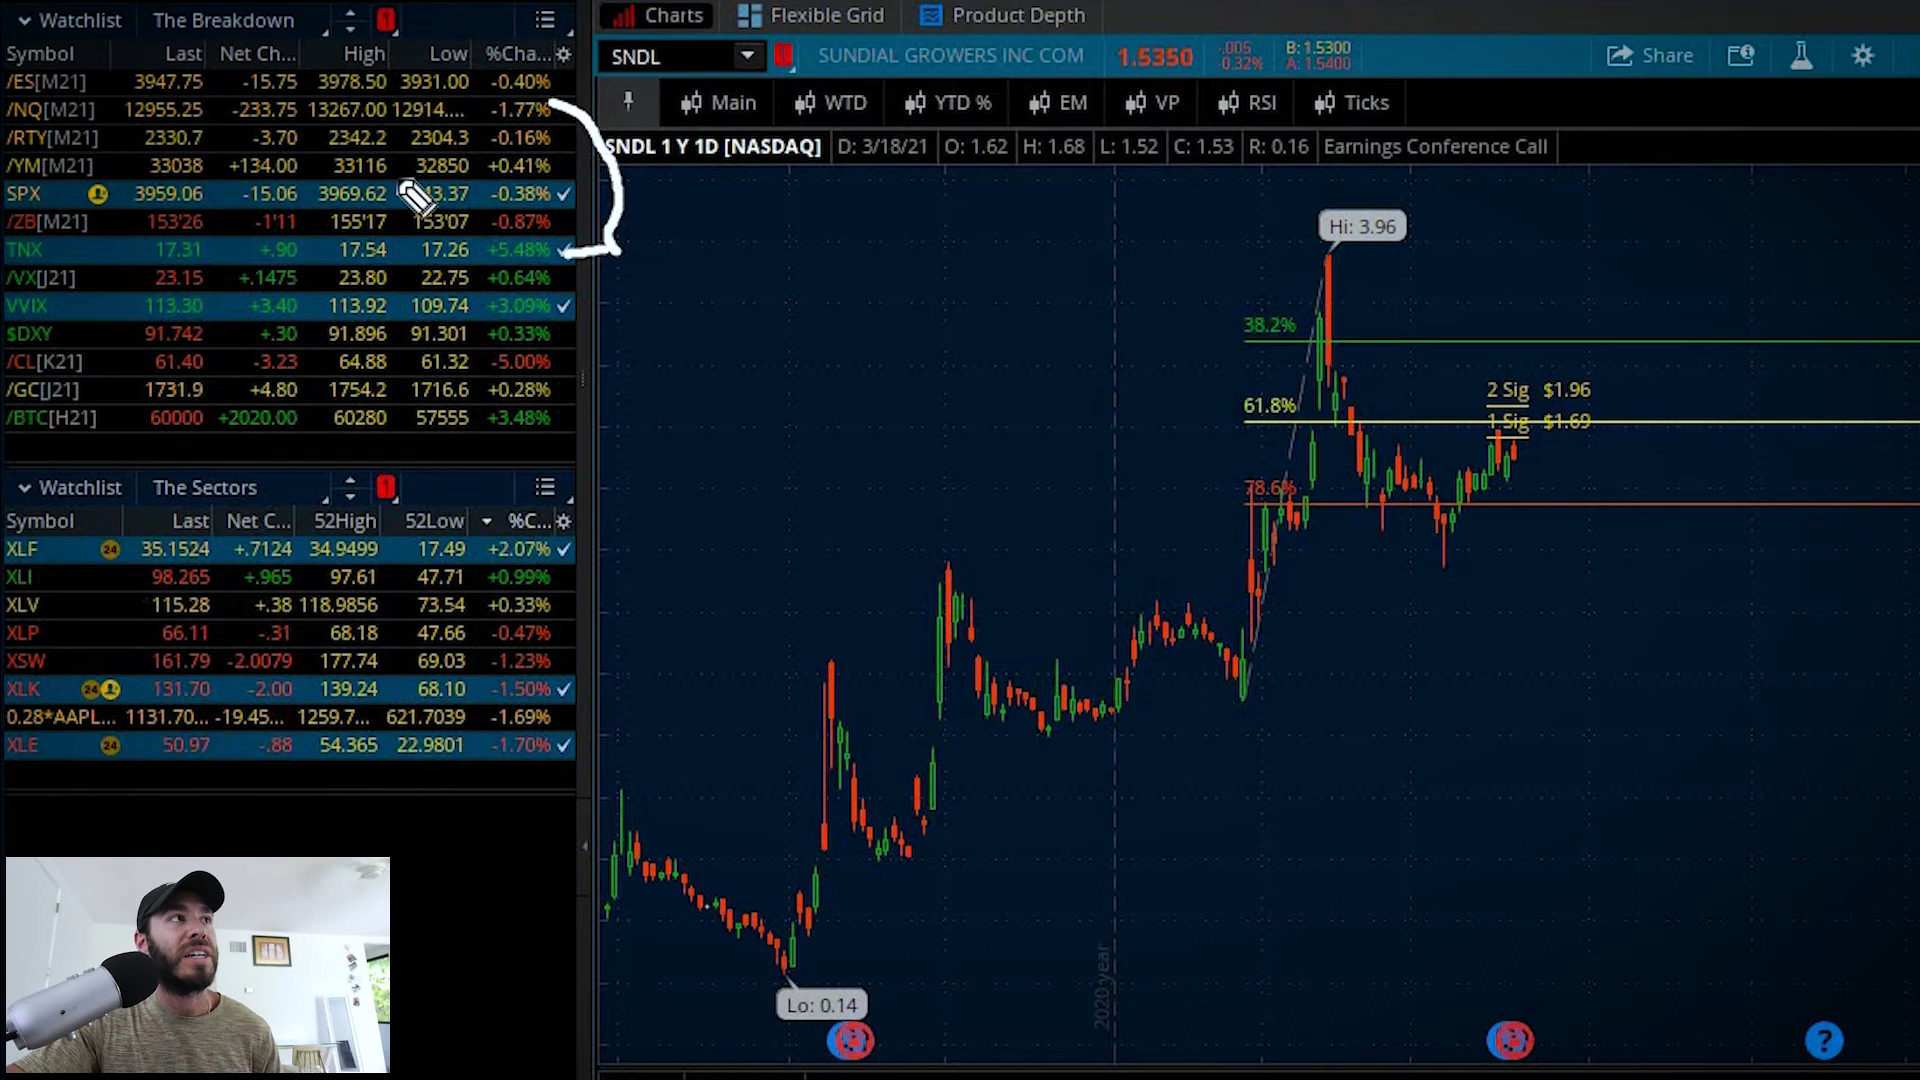 Watchlist The Breakdown 1
Symbol Last Net Ch... High Low %Cha...
/ES[M21] 3947.75 -15.75 3978.50 3931.00 -0.40%
/NQ[M21] 12955.25 -233.75 13267.00 12914.... -1.77%
/RTY[M21] 2330.7 -3.70 2342.2 2304.3 -0.16%
/YM[M21] 33038 +134.00 33116 32850 +0.41%
SPX 3959.06 -15.06 3969.62 -0.38%
/ZB[M21] 153'26 -1'11 155'17 153'07 -0.87%
TNX 17.31 +.90 17.54 17.26 +5.48%
/VX[J21] 23.15 +.1475 23.80 22.75 +0.64%
VVIX 113.30 +3.40 113.92 109.74 +3.09%
$DXY 91.742 +.30 91.896 91.301 +0.33%
/CL[K21] 61.40 -3.23 64.88 61.32 -5.00%
/GC[J21] 1731.9 +4.80 1754.2 1716.6 +0.28%
/BTC[H21] 60000 +2020.00 60280 57555 +3.48%
Watchlist The Sectors 1
Symbol Last Net C... 52High 52Low %C...
XLF 24 35.1524 +.7124 34.9499 17.49 +2.07%
XLI 98.265 +.965 97.61 47.71 +0.99%
XLV 115.28 +.38 118.9856 73.54 +0.33%
XLP 66.11 -.31 68.18 47.66 -0.47%
XSW 161.79 -2.0079 177.74 69.03 -1.23%
XLK 24 131.70 -2.00 139.24 68.10 -1.50%
0.28*AAPL... 1131.70... -19.45... 1259.7... 621.7039 -1.69%
XLE 24 50.97 -.88 54.365 22.9801 -1.70%
Charts Flexible Grid Product Depth
SNDL SUNDIAL GROWERS INC COM 1.5350 -.005 B: 1.5300
-0.32% A: 1.5400
Share
Main WTD YTD % EM VP RSI Ticks
SNDL 1 Y 1D [NASDAQ] D: 3/18/21 O: 1.62 H: 1.68 L: 1.52 C: 1.53 R: 0.16 Earnings Conference Call
Hi: 3.96
38.2%
2 Sig $1.96
61.8%
1 Sig $1.69
78.6%
2020 year
Lo: 0.14
?